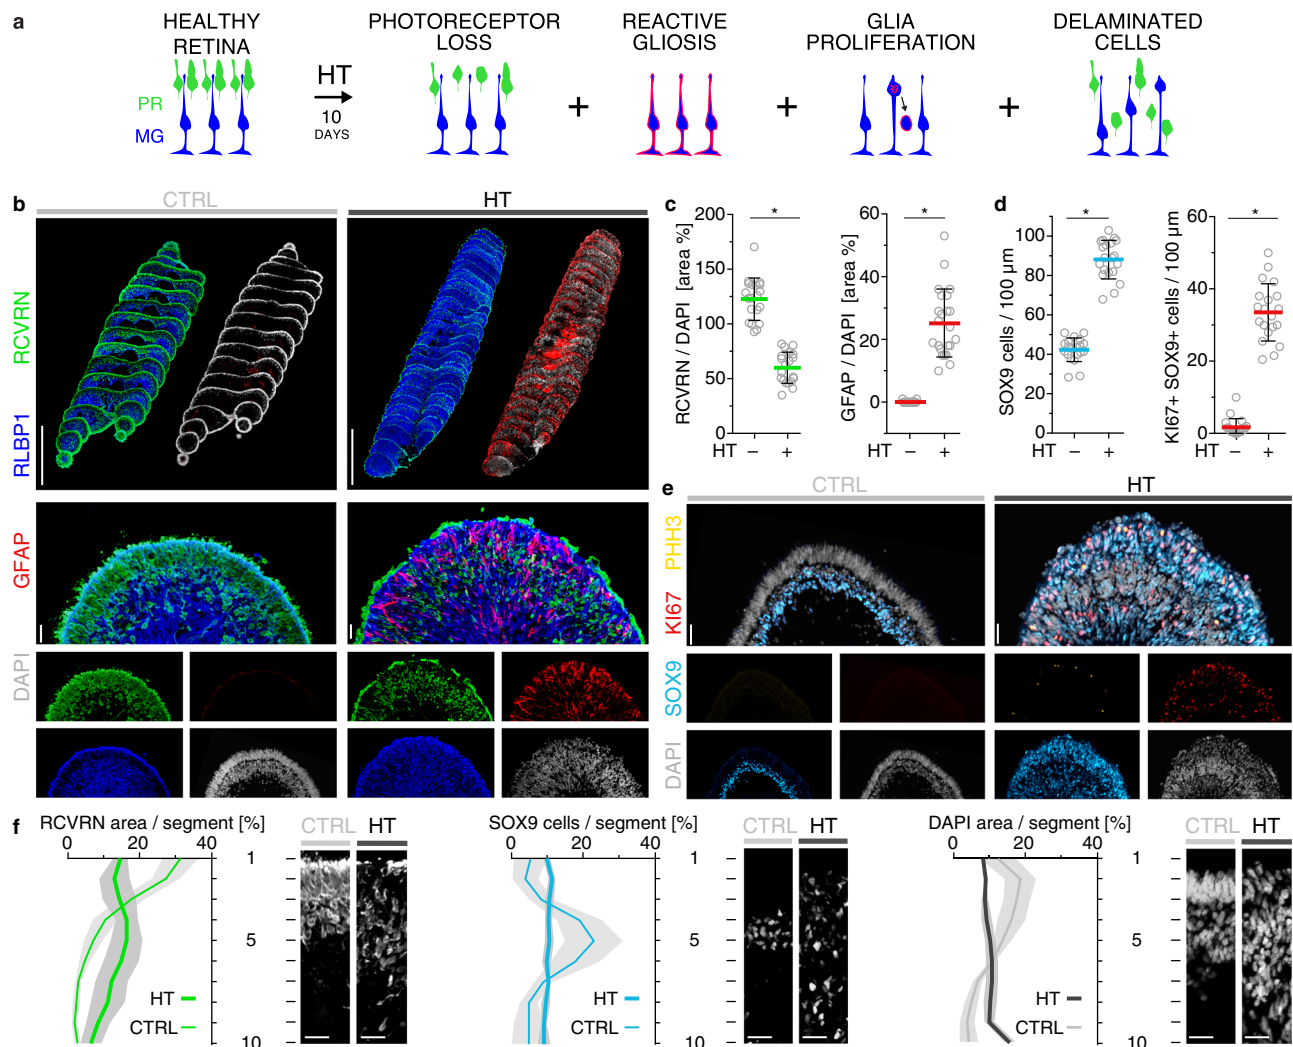 a
HEALTHY
RETINA
PHOTORECEPTOR
LOSS
REACTIVE
GLIOSIS
GLIA
PROLIFERATION
DELAMINATED
CELLS
PR
MG
HT
10
DAYS
+
+
+
b
CTRL
HT
RCVRN
RLBP1
GFAP
DAPI
c
RCVRN / DAPI [area %]
200
150
100
50
0
*
HT
–
+
GFAP / DAPI [area %]
60
40
20
0
*
HT
–
+
d
SOX9 cells / 100 µm
100
80
60
40
20
0
*
HT
–
+
KI67+ SOX9+ cells / 100 µm
60
40
20
0
*
HT
–
+
e
CTRL
HT
PHH3
KI67
SOX9
DAPI
f
RCVRN area / segment [%]
0
20
40
1
5
10
HT
CTRL
CTRL
HT
SOX9 cells / segment [%]
0
20
40
1
5
10
HT
CTRL
CTRL
HT
DAPI area / segment [%]
0
20
40
1
5
10
HT
CTRL
CTRL
HT